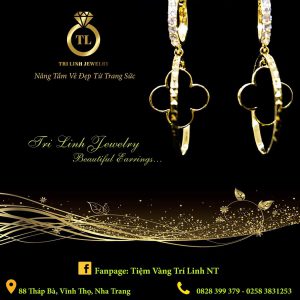 TL
TRI LINH JEWELRY
Nâng Tầm Vẻ Đẹp Từ Trang Sức
Tri Linh Jewelry
Beautiful Earrings...
Fanpage: Tiệm Vàng Trí Linh NT
88 Tháp Bà, Vĩnh Thọ, Nha Trang
0828 399 379 - 0258 3831253